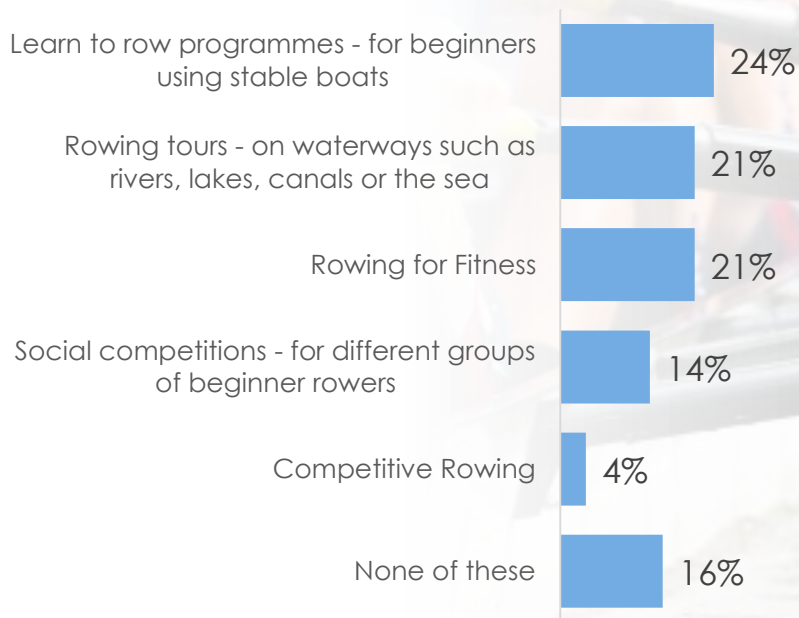 Learn to row programmes - for beginners
using stable boats
24%
Rowing tours - on waterways such as
rivers, lakes, canals or the sea
21%
Rowing for Fitness
21%
Social competitions - for different groups
of beginner rowers
14%
Competitive Rowing
4%
None of these
16%